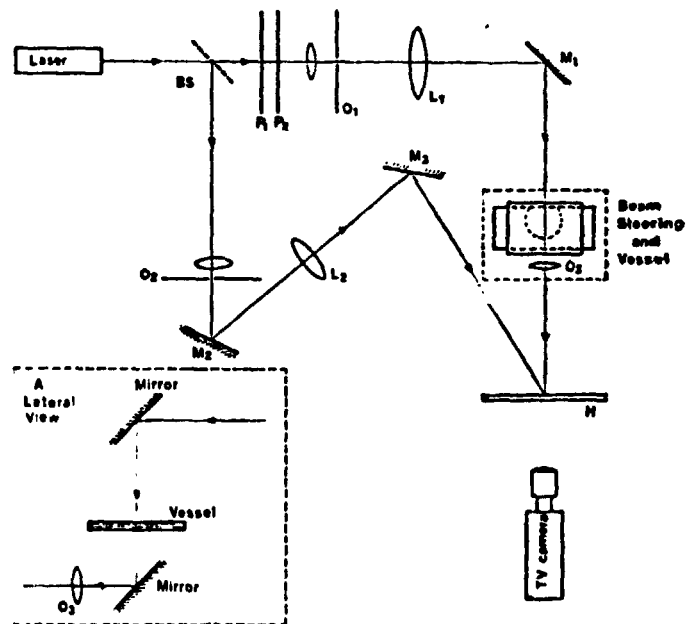 Laser
BS
P1 P2
O1
L1
M1
M3
Beam
Steering
and
Vessel
O3
O2
L2
M2
H
A
Lateral
View
Mirror
Vessel
Mirror
O3
TV camera